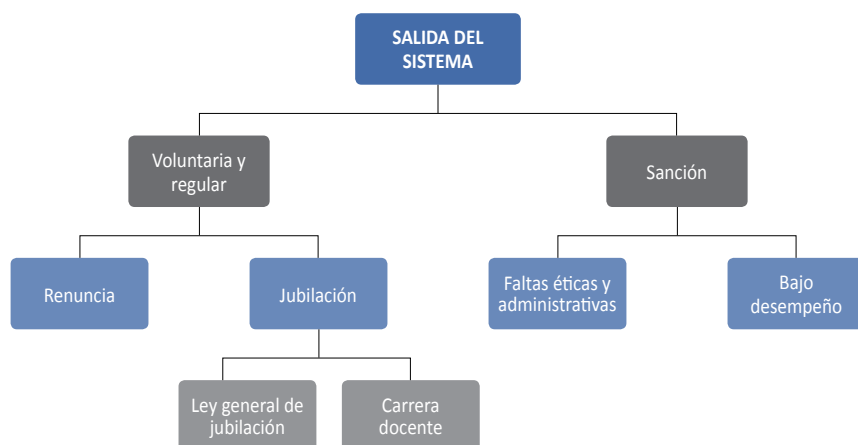 SALIDA DEL
SISTEMA
Voluntaria y
regular
Sanción
Renuncia
Jubilación
Faltas éticas y
administrativas
Bajo
desempeño
Ley general de
jubilación
Carrera
docente